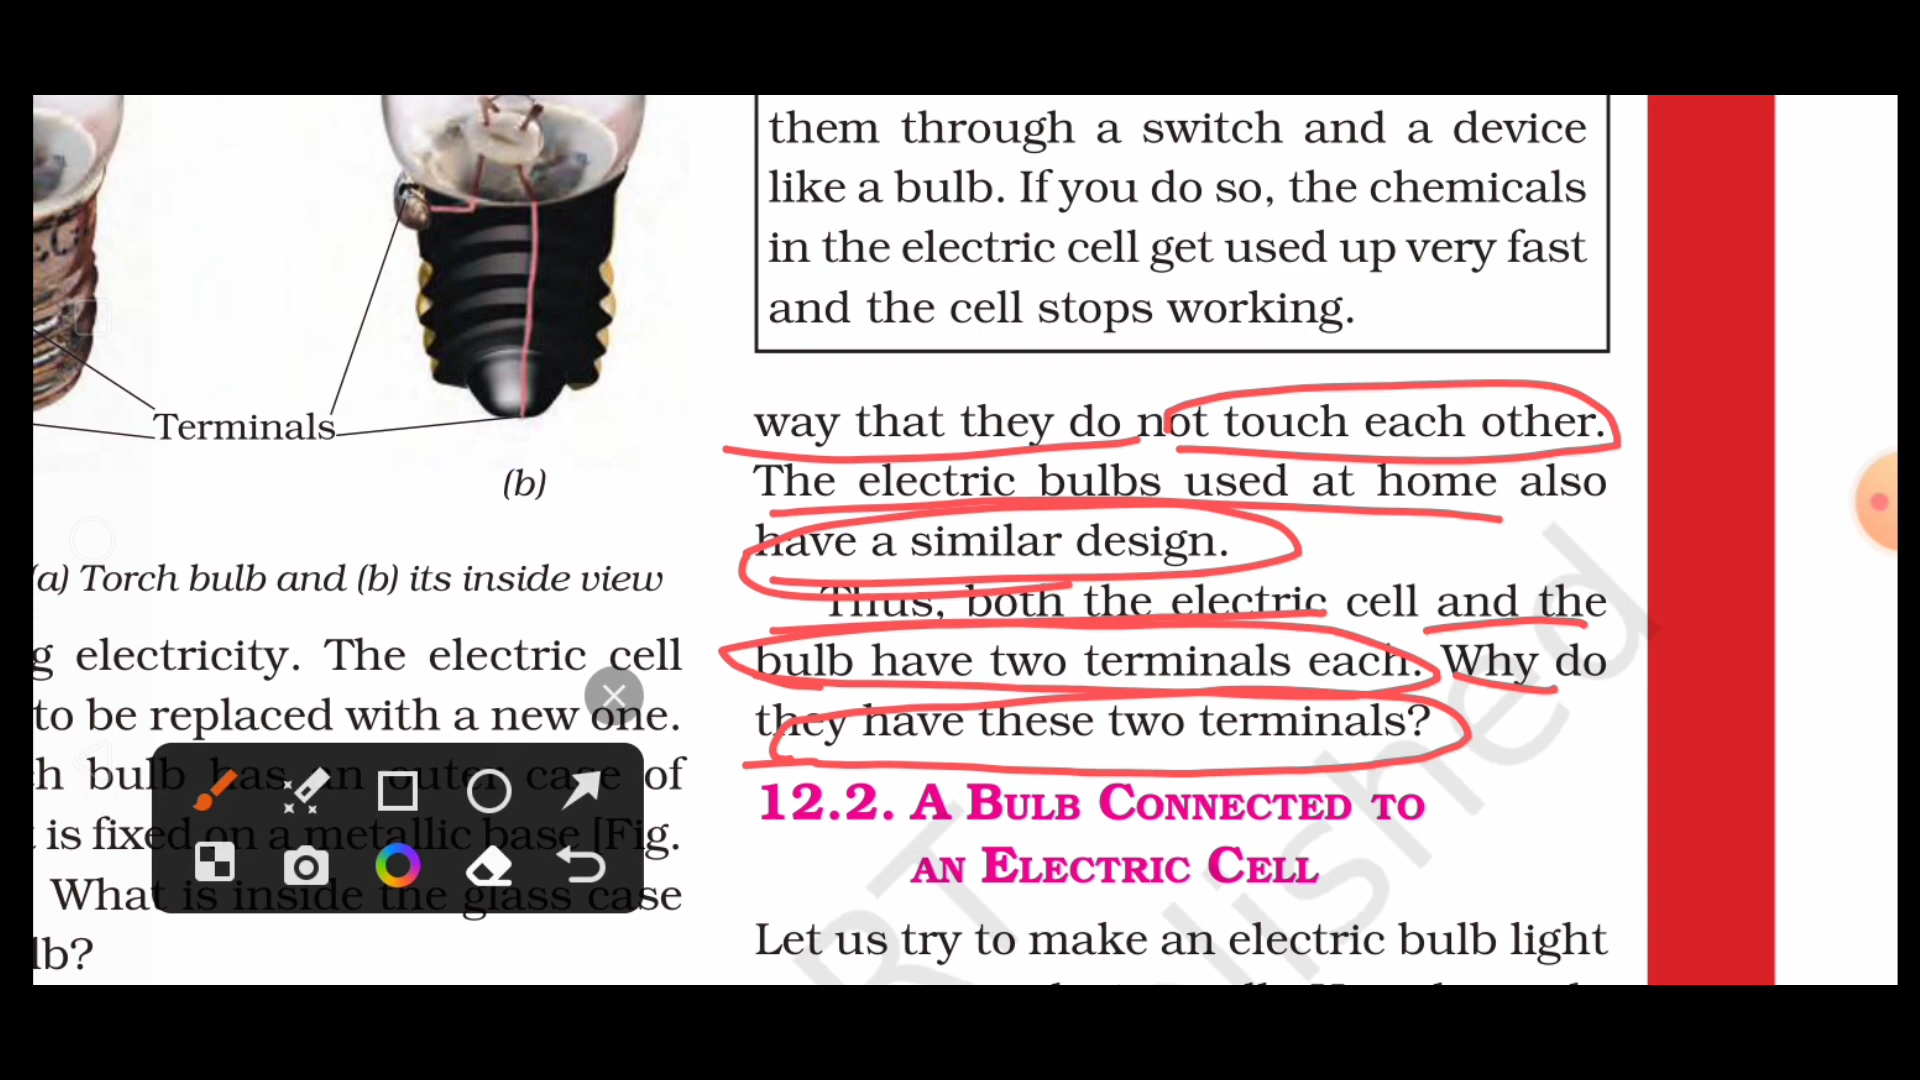 Terminals
(b)
(a) Torch bulb and (b) its inside view
g electricity. The electric cell
to be replaced with a new one.
h bulb has an outer case of
is fixed on a metallic base [Fig.
What is inside the glass case
lb?
them through a switch and a device
like a bulb. If you do so, the chemicals
in the electric cell get used up very fast
and the cell stops working.
way that they do not touch each other.
The electric bulbs used at home also
have a similar design.
Thus, both the electric cell and the
bulb have two terminals each. Why do
they have these two terminals?
12.2. A Bulb Connected to
an Electric Cell
Let us try to make an electric bulb light